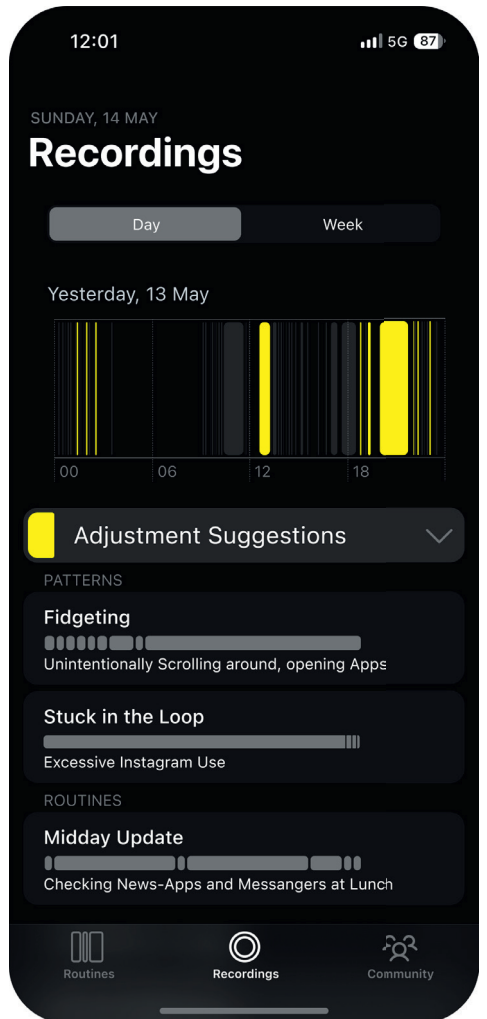 12:01 5G 87
SUNDAY, 14 MAY
Recordings
Day Week
Yesterday, 13 May
00 06 12 18
Adjustment Suggestions
PATTERNS
Fidgeting
Unintentionally Scrolling around, opening Apps
Stuck in the Loop
Excessive Instagram Use
ROUTINES
Midday Update
Checking News-Apps and Messangers at Lunch
Routines Recordings Community